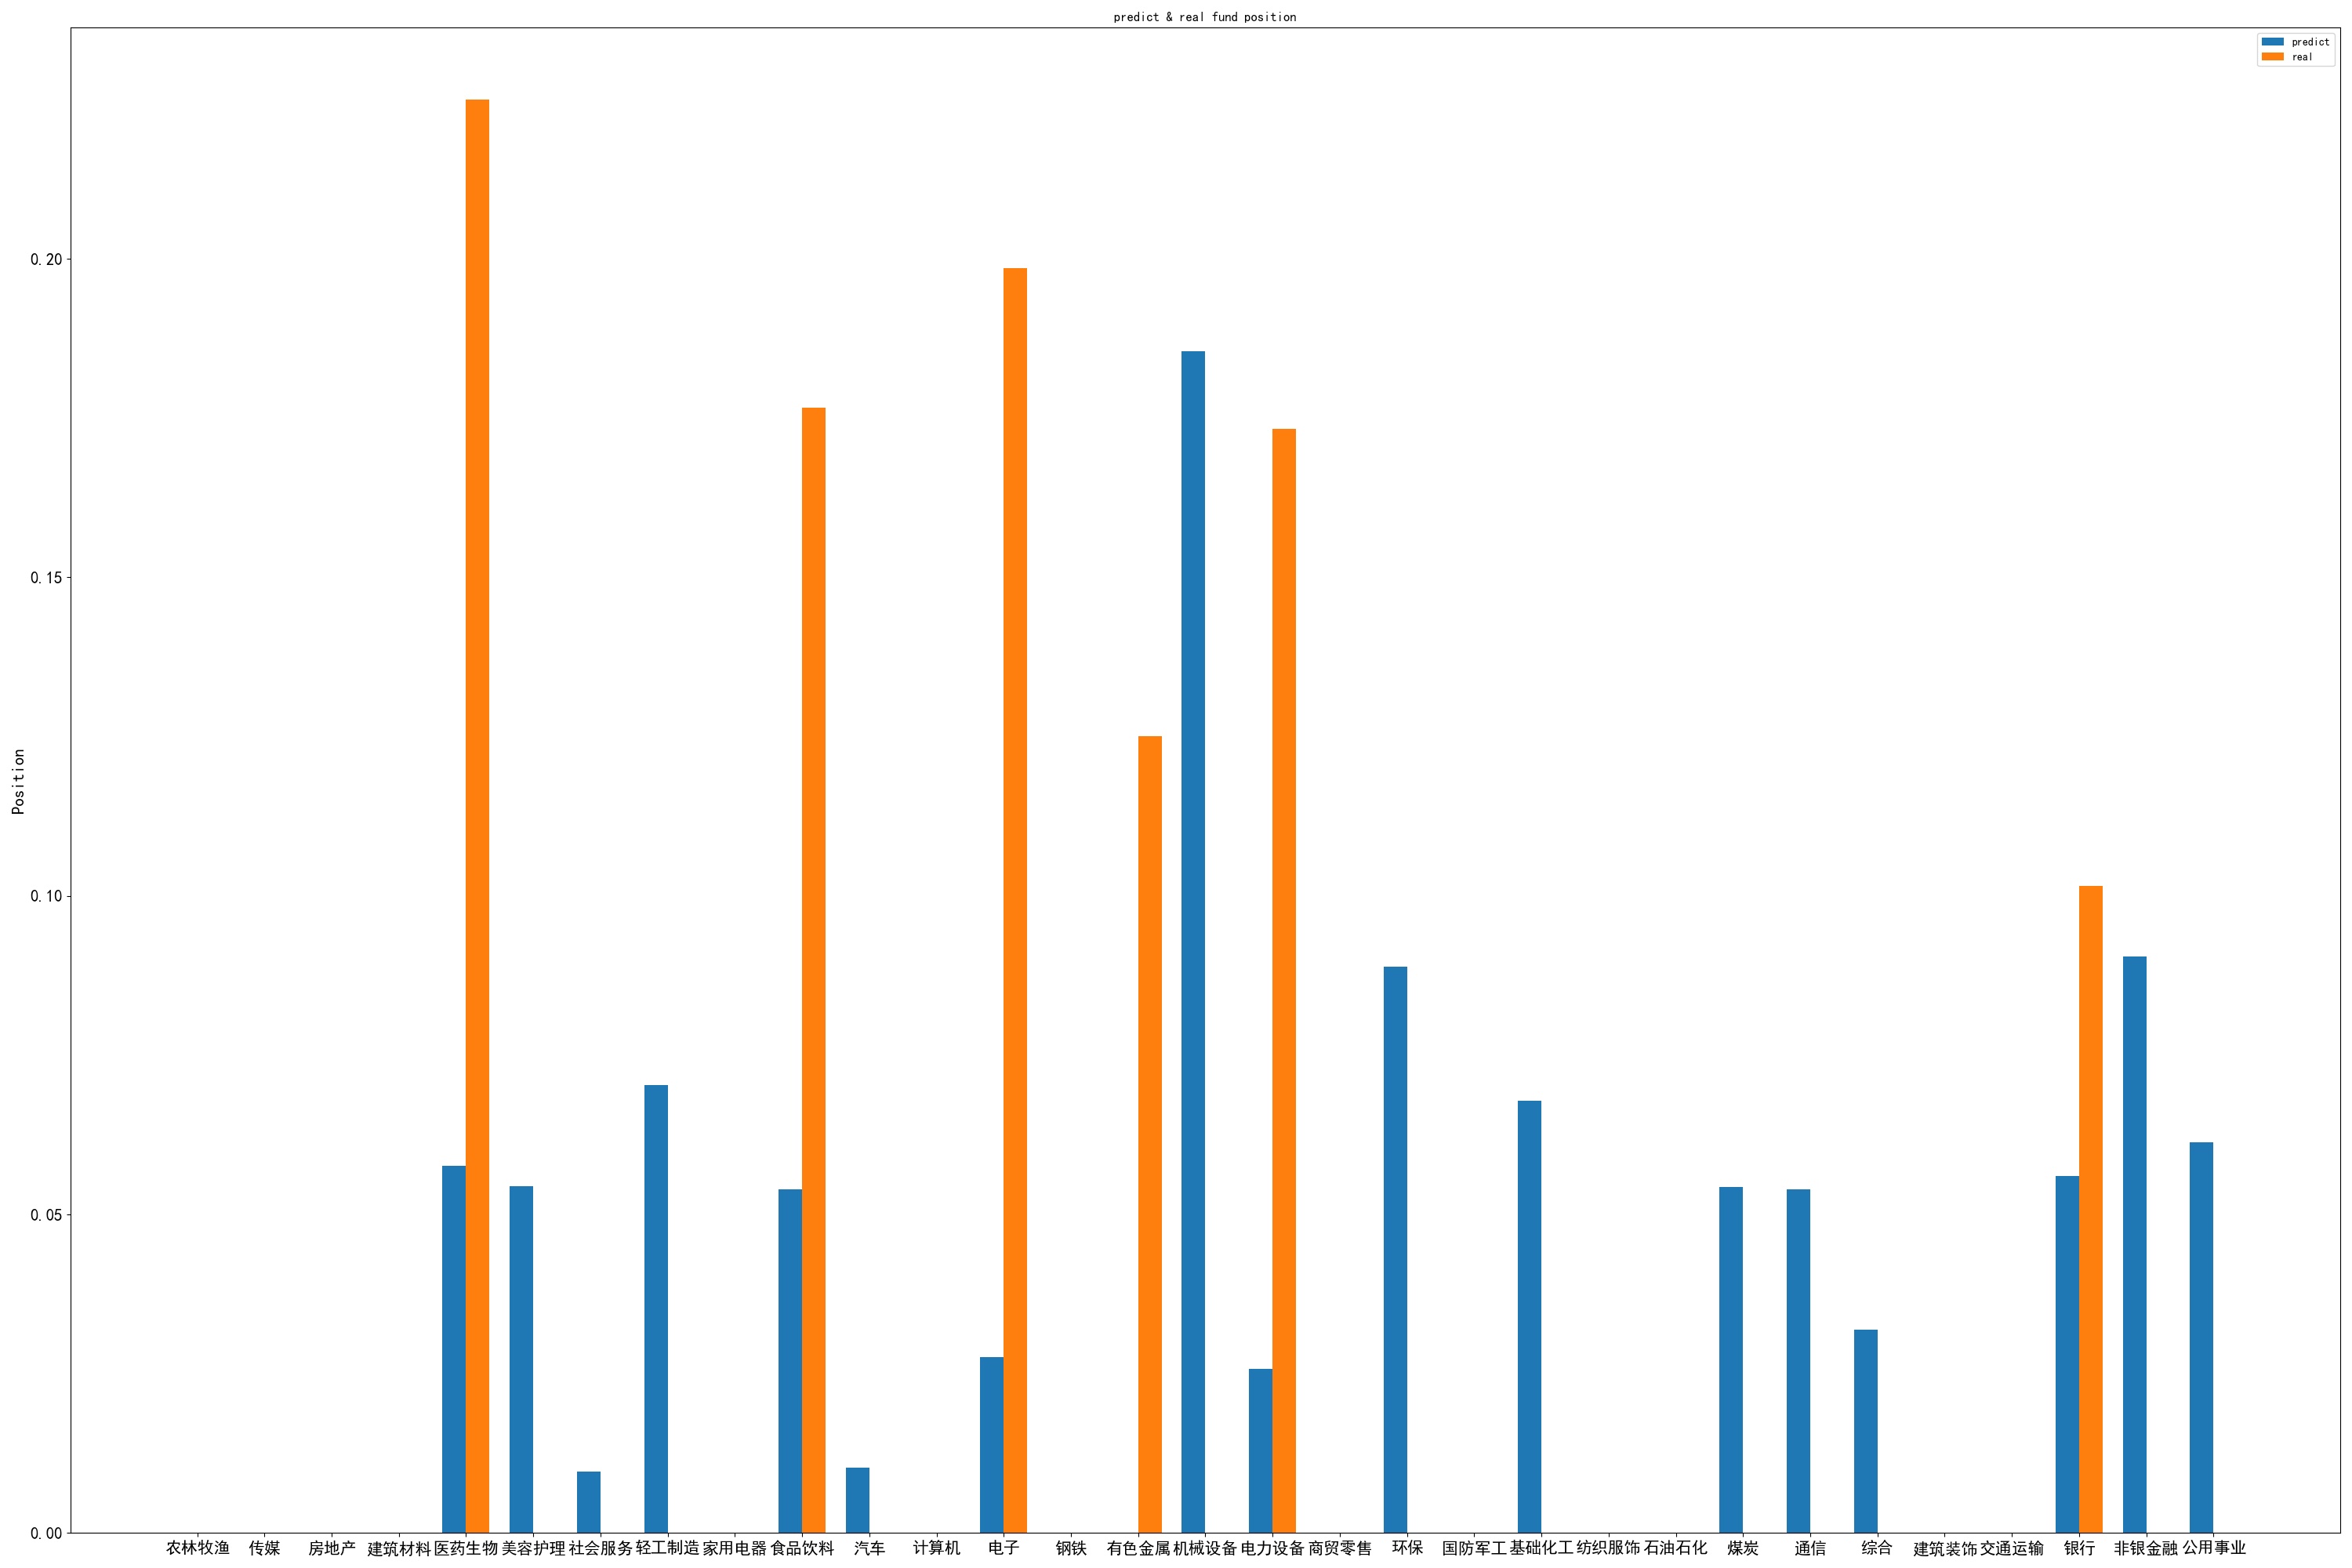 predict & real fund position
predict
real
0.20
0.15
0.10
0.05
0.00
Position
农林牧渔 传媒 房地产 建筑材料 医药生物 美容护理 社会服务 轻工制造 家用电器 食品饮料 汽车 计算机 电子 钢铁 有色金属 机械设备 电力设备 商贸零售 环保 国防军工 基础化工 纺织服饰 石油石化 煤炭 通信 综合 建筑装饰 交通运输 银行 非银金融 公用事业